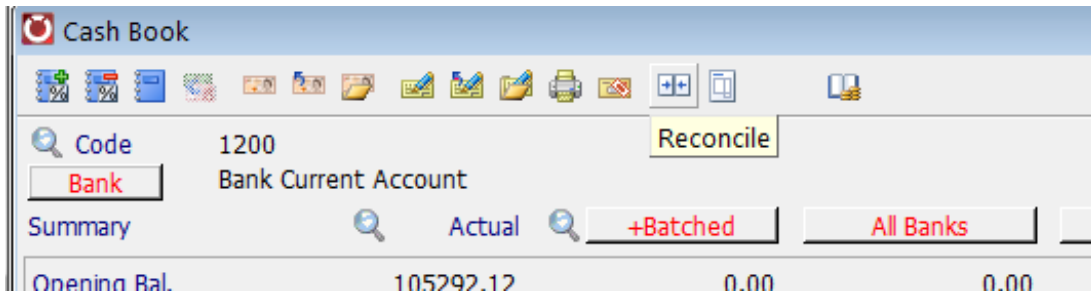 Cash Book
Reconcile
Code 1200
Bank Bank Current Account
Summary Actual +Batched All Banks
Opening Bal. 105292.12 0.00 0.00